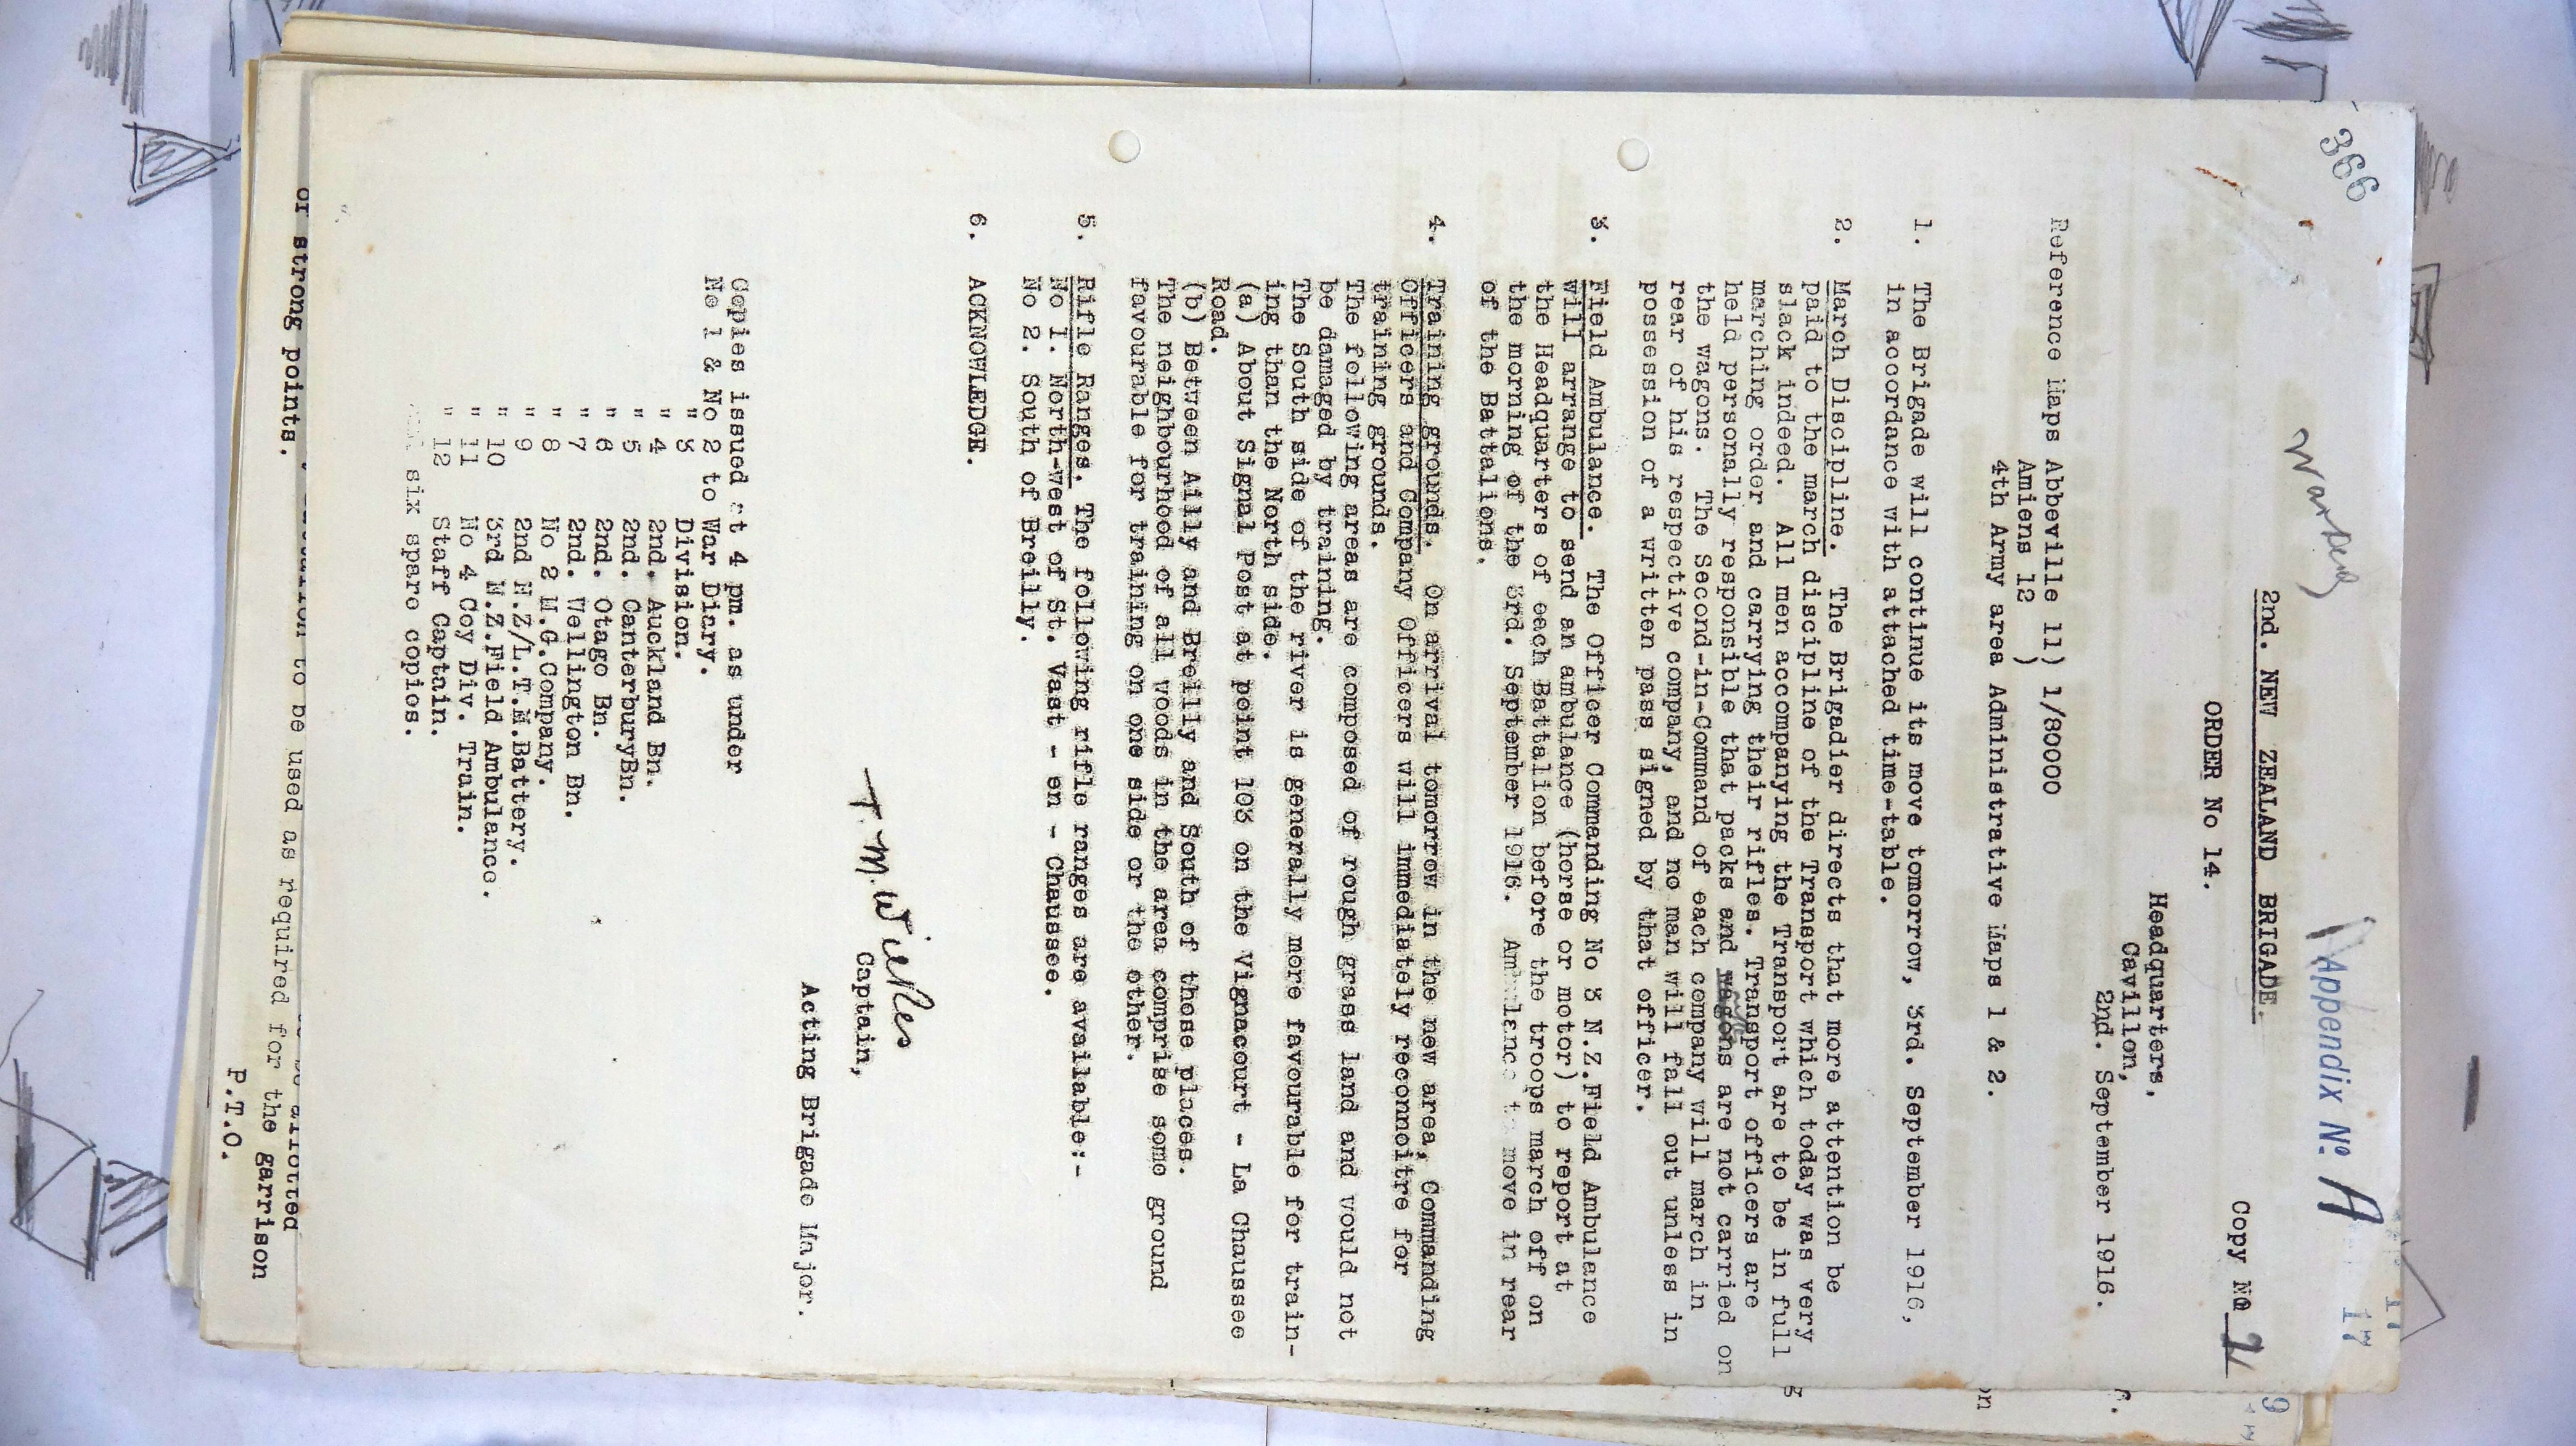 366
War Diary
Appendix No. A
17
17
Copy No 2
2nd. NEW ZEALAND BRIGADE.
ORDER No 14.
Headquarters,
Cavillon,
2nd. September 1916.
Reference Maps Abbeville 11) 1/80000
Amiens 12 )
4th Army area Administrative Maps 1 & 2.
1. The Brigade will continue its move tomorrow, 3rd. September 1916,
in accordance with attached time-table.
2. March Discipline. The Brigadier directs that more attention be
paid to the march discipline of the Transport which today was very
slack indeed. All men accompanying the Transport are to be in full
marching order and carrying their rifles. Transport officers are
held personally responsible that packs and wagons are not carried on
the wagons. The Second-in-Command of each company will march in
rear of his respective company, and no man will fall out unless in
possession of a written pass signed by that officer.
3. Field Ambulance. The Officer Commanding No 3 N.Z.Field Ambulance
will arrange to send an ambulance (horse or motor) to report at
the Headquarters of each Battalion before the troops march off on
the morning of the 3rd. September 1916. Ambulance to move in rear
of the Battalions.
4. Training grounds. On arrival tomorrow in the new area, Commanding
Officers and Company Officers will immediately reconnoitre for
training grounds.
The following areas are composed of rough grass land and would not
be damaged by training.
The South side of the river is generally more favourable for train-
ing than the North side.
(a) About Signal Post at point 103 on the Vignacourt - La Chaussee
Road.
(b) Between Ailly and Breilly and South of those places.
The neighbourhood of all woods in the area comprise some ground
favourable for training on one side or the other.
5. Rifle Ranges. The following rifle ranges are available:-
No 1. North-west of St. Vast - en - Chaussee.
No 2. South of Breilly.
6. ACKNOWLEDGE.
T. M. Wilkes
Captain,
Acting Brigade Major.
Copies issued at 4 pm. as under
No 1 & No 2 to War Diary.
" 3 Division.
" 4 2nd. Auckland Bn.
" 5 2nd. CanterburyBn.
" 6 2nd. Otago Bn.
" 7 2nd. Wellington Bn.
" 8 No 2 M.G.Company.
" 9 2nd N.Z/L.T.M.Battery.
" 10 3rd N.Z.Field Ambulance.
" 11 No 4 Coy Div. Train.
" 12 Staff Captain.
six spare copies.
to be used as required for the garrison
or strong points.
P.T.O.